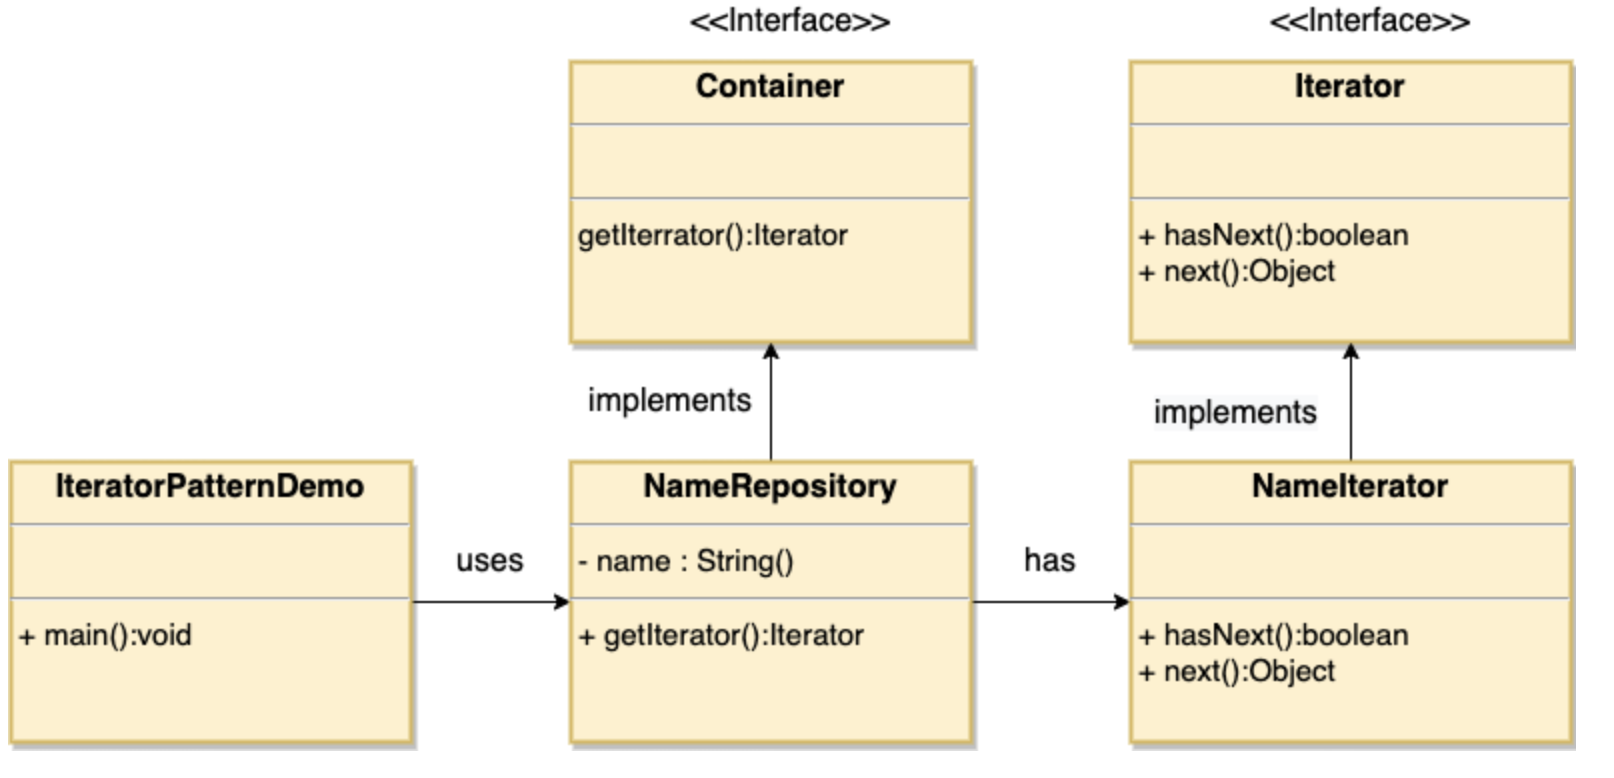 <<Interface>>
<<Interface>>
Container
Iterator
getIterrator():Iterator
+ hasNext():boolean
+ next():Object
implements
implements
IteratorPatternDemo
NameRepository
NameIterator
uses
- name : String()
has
+ main():void
+ getIterator():Iterator
+ hasNext():boolean
+ next():Object